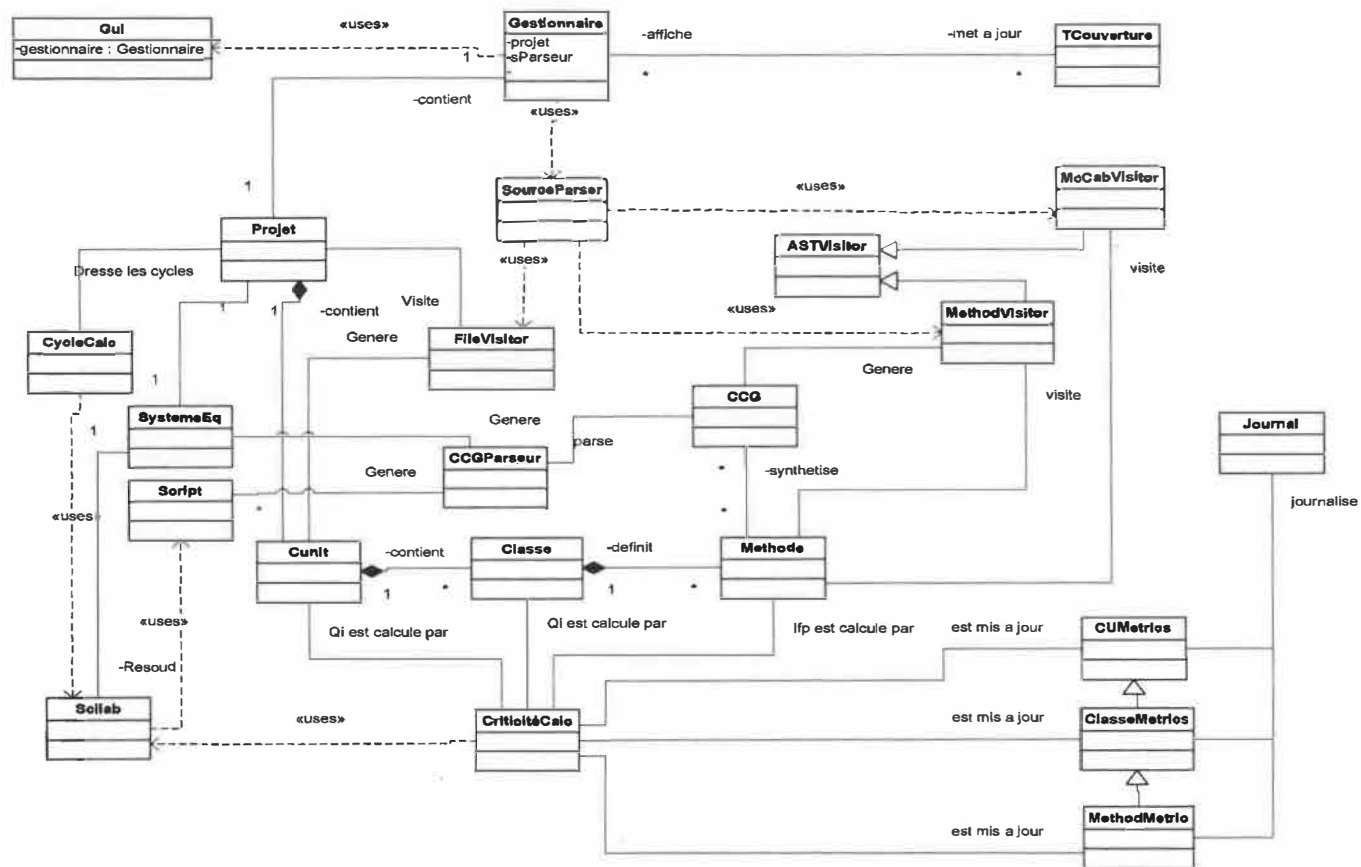 Gui
-gestionnaire : Gestionnaire
«uses»
1
Gestionnaire
-projet
-sParseur
-
-affiche
*
-met a jour
*
TCouverture
-contient
1
«uses»
SourceParser
«uses»
McCabVisitor
Projet
«uses»
ASTVisitor
visite
Dresse les cycles
1
1
-contient
Visite
«uses»
MethodVisitor
CycleCalc
Genere
FileVisitor
Genere
1
CCG
visite
SystemeEq
Genere
parse
Journal
1
CCGParseur
Genere
*
-synthetise
Script
*
*
journalise
«uses»
Cunit
-contient
1
*
Classe
-definit
1
*
Methode
«uses»
Qi est calcule par
Qi est calcule par
Ifp est calcule par
est mis a jour
CUMetrics
-Resoud
Scilab
«uses»
CriticitéCalc
est mis a jour
ClasseMetrics
est mis a jour
MethodMetric